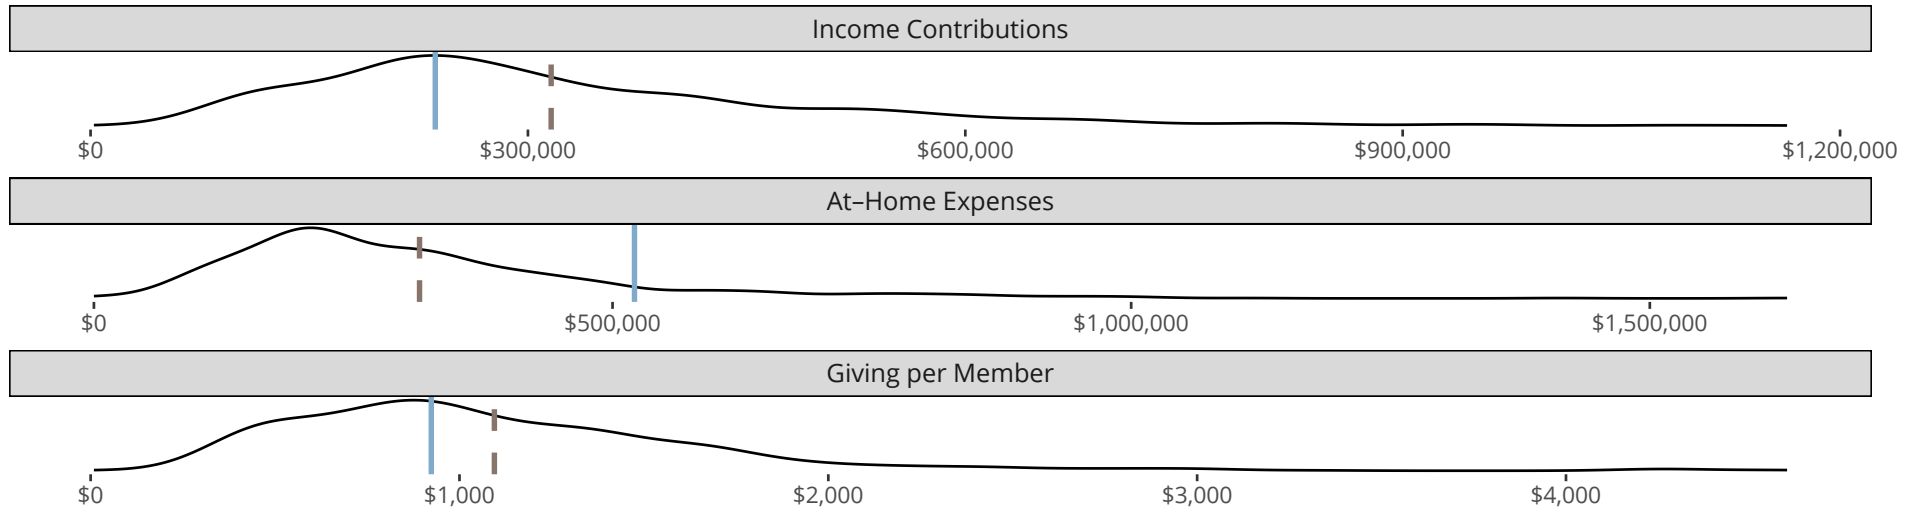 Income Contributions
$0 $300,000 $600,000 $900,000 $1,200,000
At–Home Expenses
$0 $500,000 $1,000,000 $1,500,000
Giving per Member
$0 $1,000 $2,000 $3,000 $4,000